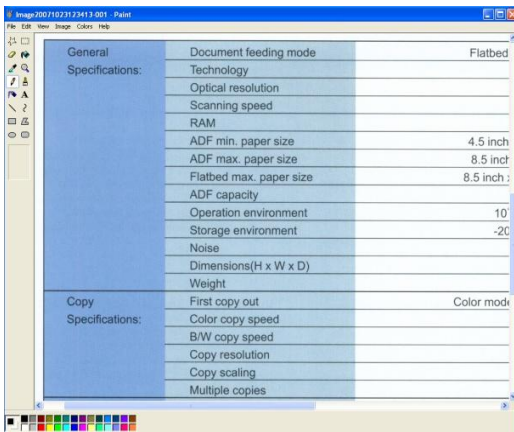 Image20071023123413-001 - Paint
File Edit View Image Colors Help
General Document feeding mode Flatbed
Specifications: Technology
Optical resolution
Scanning speed
RAM
ADF min. paper size 4.5 inch
ADF max. paper size 8.5 inch
Flatbed max. paper size 8.5 inch
ADF capacity
Operation environment 10
Storage environment -20
Noise
Dimensions(H x W x D)
Weight
Copy First copy out Color mode
Specifications: Color copy speed
B/W copy speed
Copy resolution
Copy scaling
Multiple copies